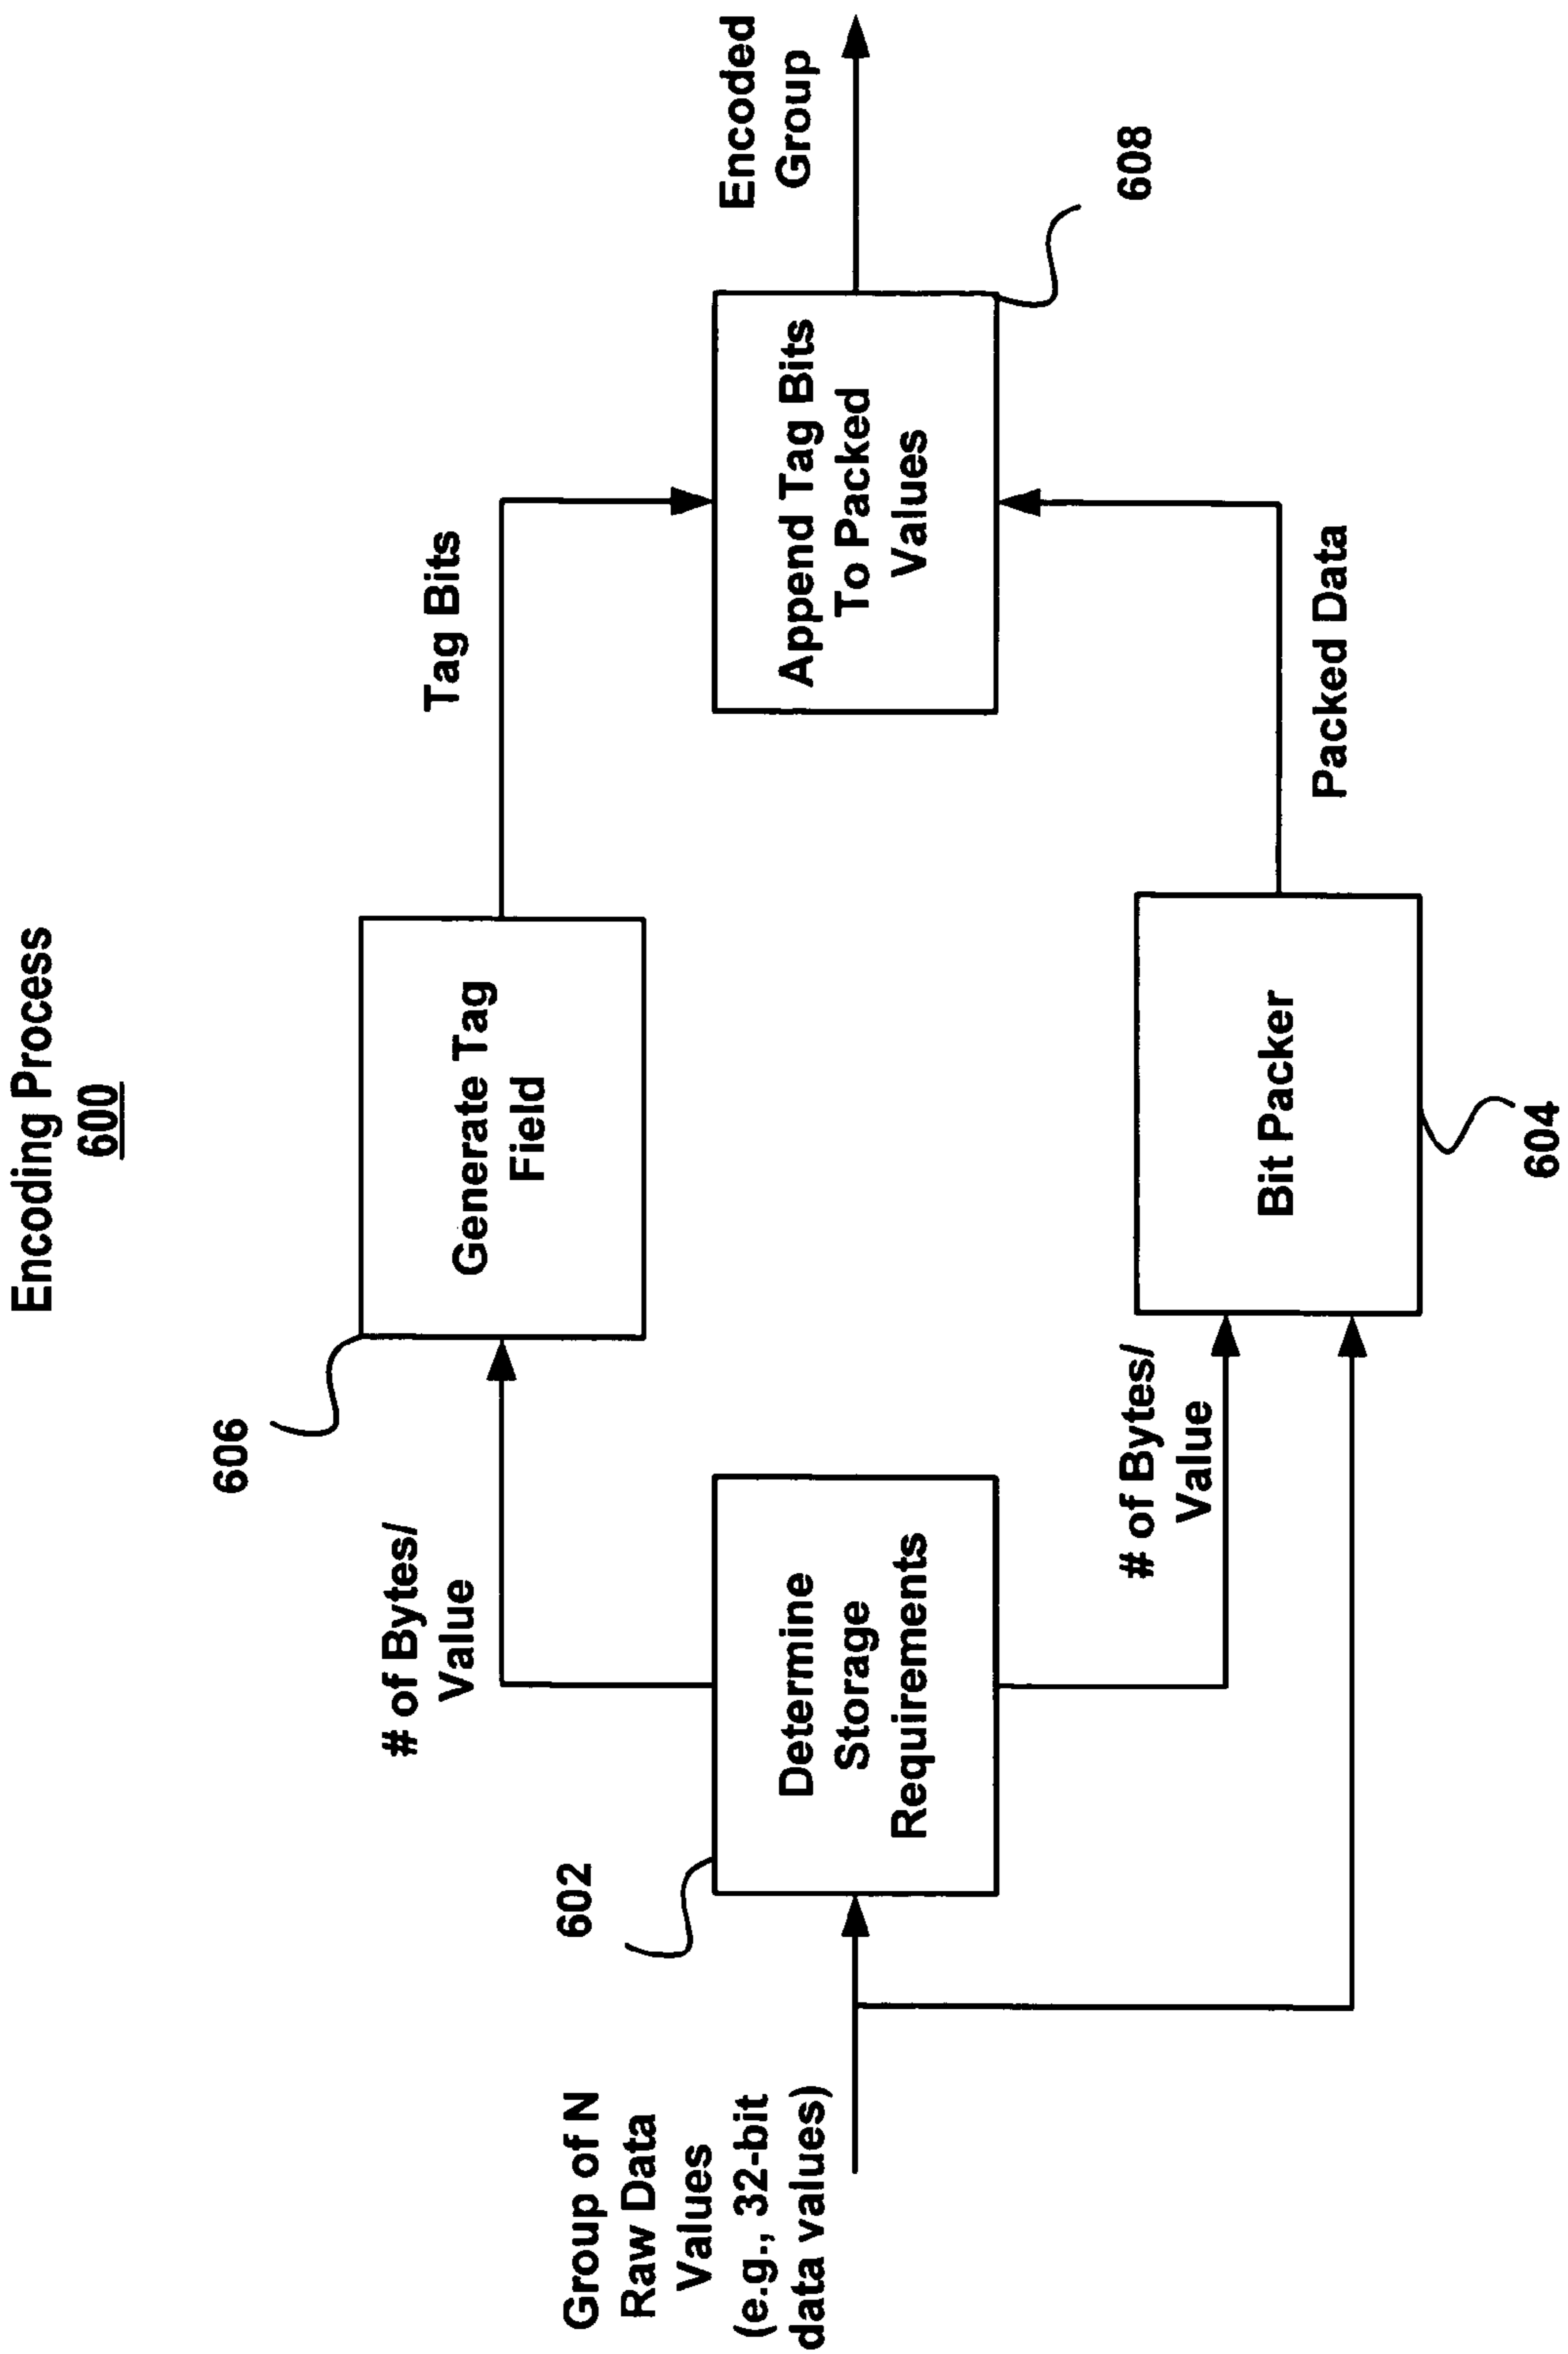 Encoding Process
600
606
Generate Tag
Field
# of Bytes/
Value
Tag Bits
602
Group of N
Raw Data
Values
(e.g., 32-bit
data values)
Determine
Storage
Requirements
Append Tag Bits
To Packed
Values
Encoded
Group
608
# of Bytes/
Value
Bit Packer
Packed Data
604